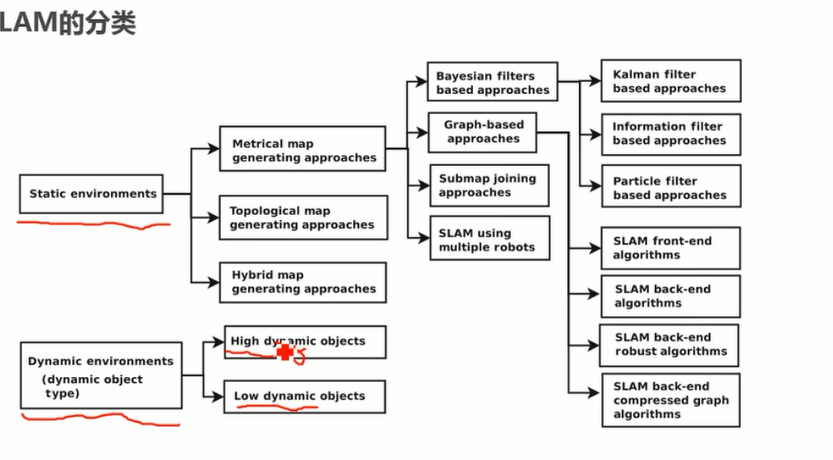 LAM的分类
Static environments
Metrical map
generating approaches
Topological map
generating approaches
Hybrid map
generating approaches
Bayesian filters
based approaches
Graph-based
approaches
Submap joining
approaches
SLAM using
multiple robots
Kalman filter
based approaches
Information filter
based approaches
Particle filter
based approaches
SLAM front-end
algorithms
SLAM back-end
algorithms
SLAM back-end
robust algorithms
SLAM back-end
compressed graph
algorithms
Dynamic environments
(dynamic object
type)
High dynamic objects
Low dynamic objects